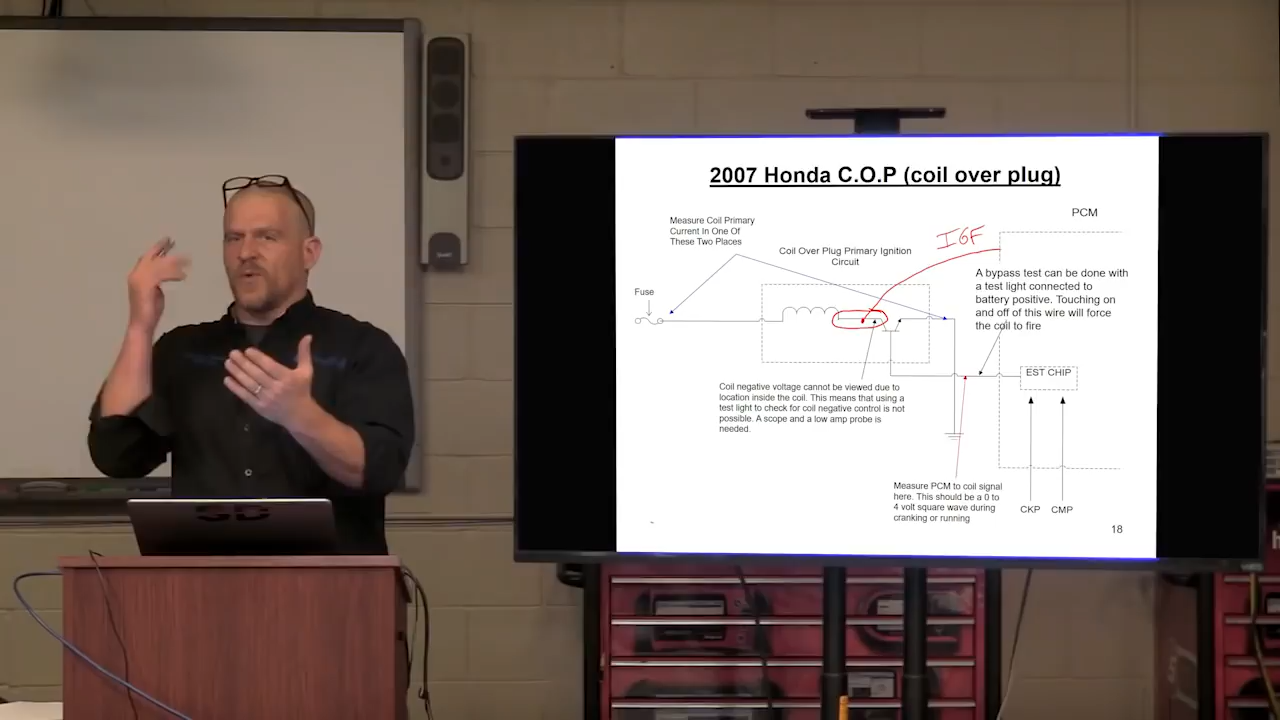 2007 Honda C.O.P (coil over plug)
PCM
Measure Coil Primary
Current In One Of
These Two Places
IGF
Coil Over Plug Primary Ignition
Circuit
Fuse
A bypass test can be done with
a test light connected to
battery positive. Touching on
and off of this wire will force
the coil to fire
EST CHIP
Coil negative voltage cannot be viewed due to
location inside the coil. This means that using a
test light to check for coil negative control is not
possible. A scope and a low amp probe is
needed.
Measure PCM to coil signal
here. This should be a 0 to
4 volt square wave during
cranking or running
CKP
CMP
18
SD